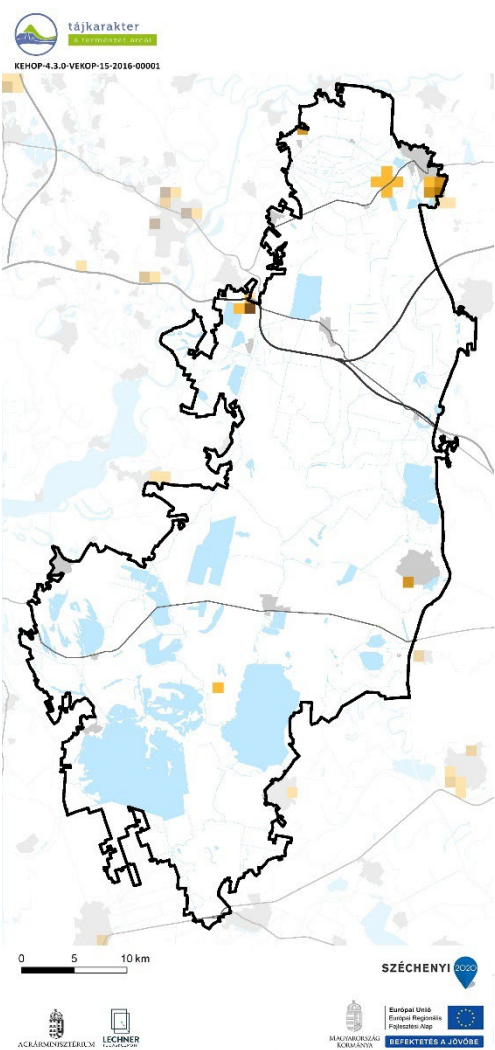 tájkarakter
a természet arcai
KEHOP-4.3.0-VEKOP-15-2016-00001
0 5 10 km
SZÉCHENYI 2020
AGRÁRMINISZTÉRIUM
LECHNER
MAGYARORSZÁG
KORMÁNYA
Európai Unió
Európai Regionális
Fejlesztési Alap
BEFEKTETÉS A JÖVŐBE